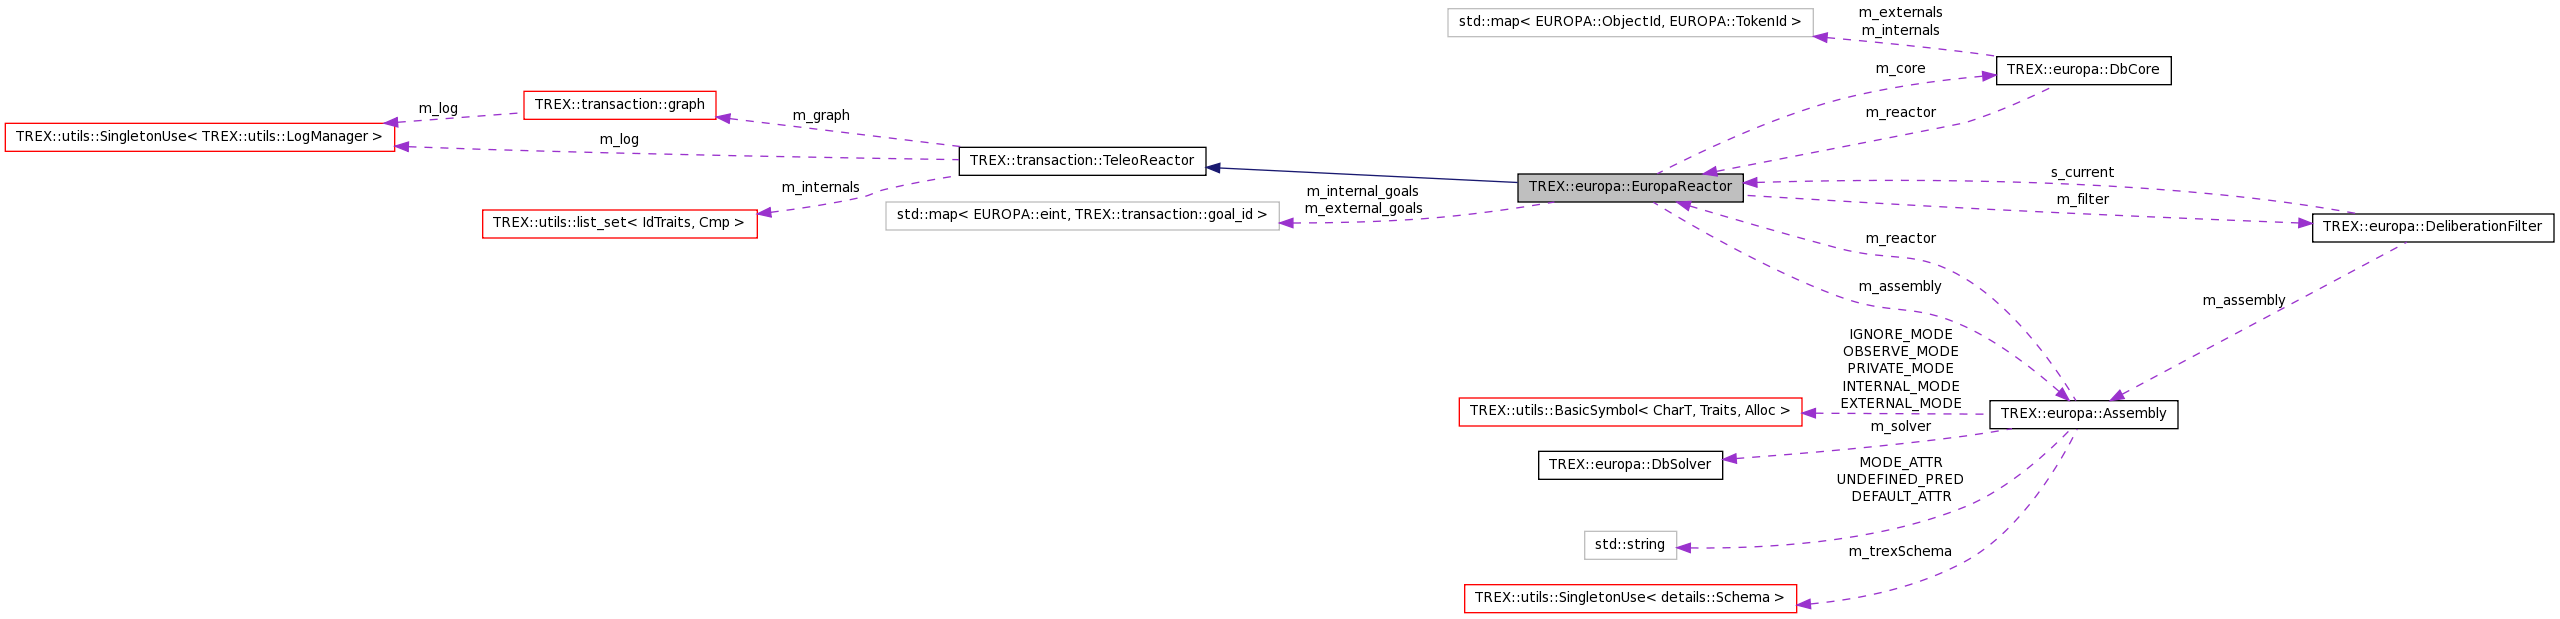 std::map< EUROPA::ObjectId, EUROPA::TokenId >
m_externals
m_internals
TREX::europa::DbCore
m_core
m_reactor
TREX::transaction::graph
m_log
m_graph
TREX::utils::SingletonUse< TREX::utils::LogManager >
m_log
TREX::transaction::TeleoReactor
m_internals
TREX::utils::list_set< IdTraits, Cmp >
m_internal_goals
m_external_goals
std::map< EUROPA::eint, TREX::transaction::goal_id >
TREX::europa::EuropaReactor
s_current
m_filter
TREX::europa::DeliberationFilter
m_reactor
m_assembly
m_assembly
IGNORE_MODE
OBSERVE_MODE
PRIVATE_MODE
INTERNAL_MODE
EXTERNAL_MODE
TREX::utils::BasicSymbol< CharT, Traits, Alloc >
TREX::europa::Assembly
m_solver
TREX::europa::DbSolver
MODE_ATTR
UNDEFINED_PRED
DEFAULT_ATTR
std::string
m_trexSchema
TREX::utils::SingletonUse< details::Schema >